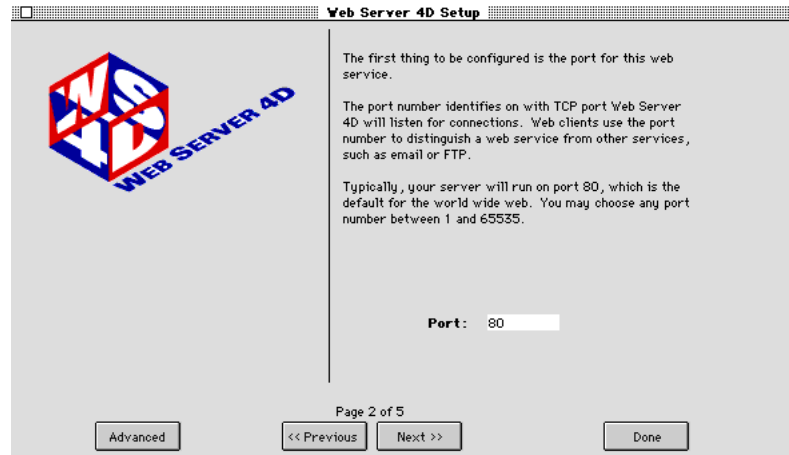 Web Server 4D Setup
WS
4D
WEB SERVER 4D
The first thing to be configured is the port for this web
service.
The port number identifies on with TCP port Web Server
4D will listen for connections. Web clients use the port
number to distinguish a web service from other services,
such as email or FTP.
Typically, your server will run on port 80, which is the
default for the world wide web. You may choose any port
number between 1 and 65535.
Port: 80
Page 2 of 5
Advanced << Previous Next >> Done